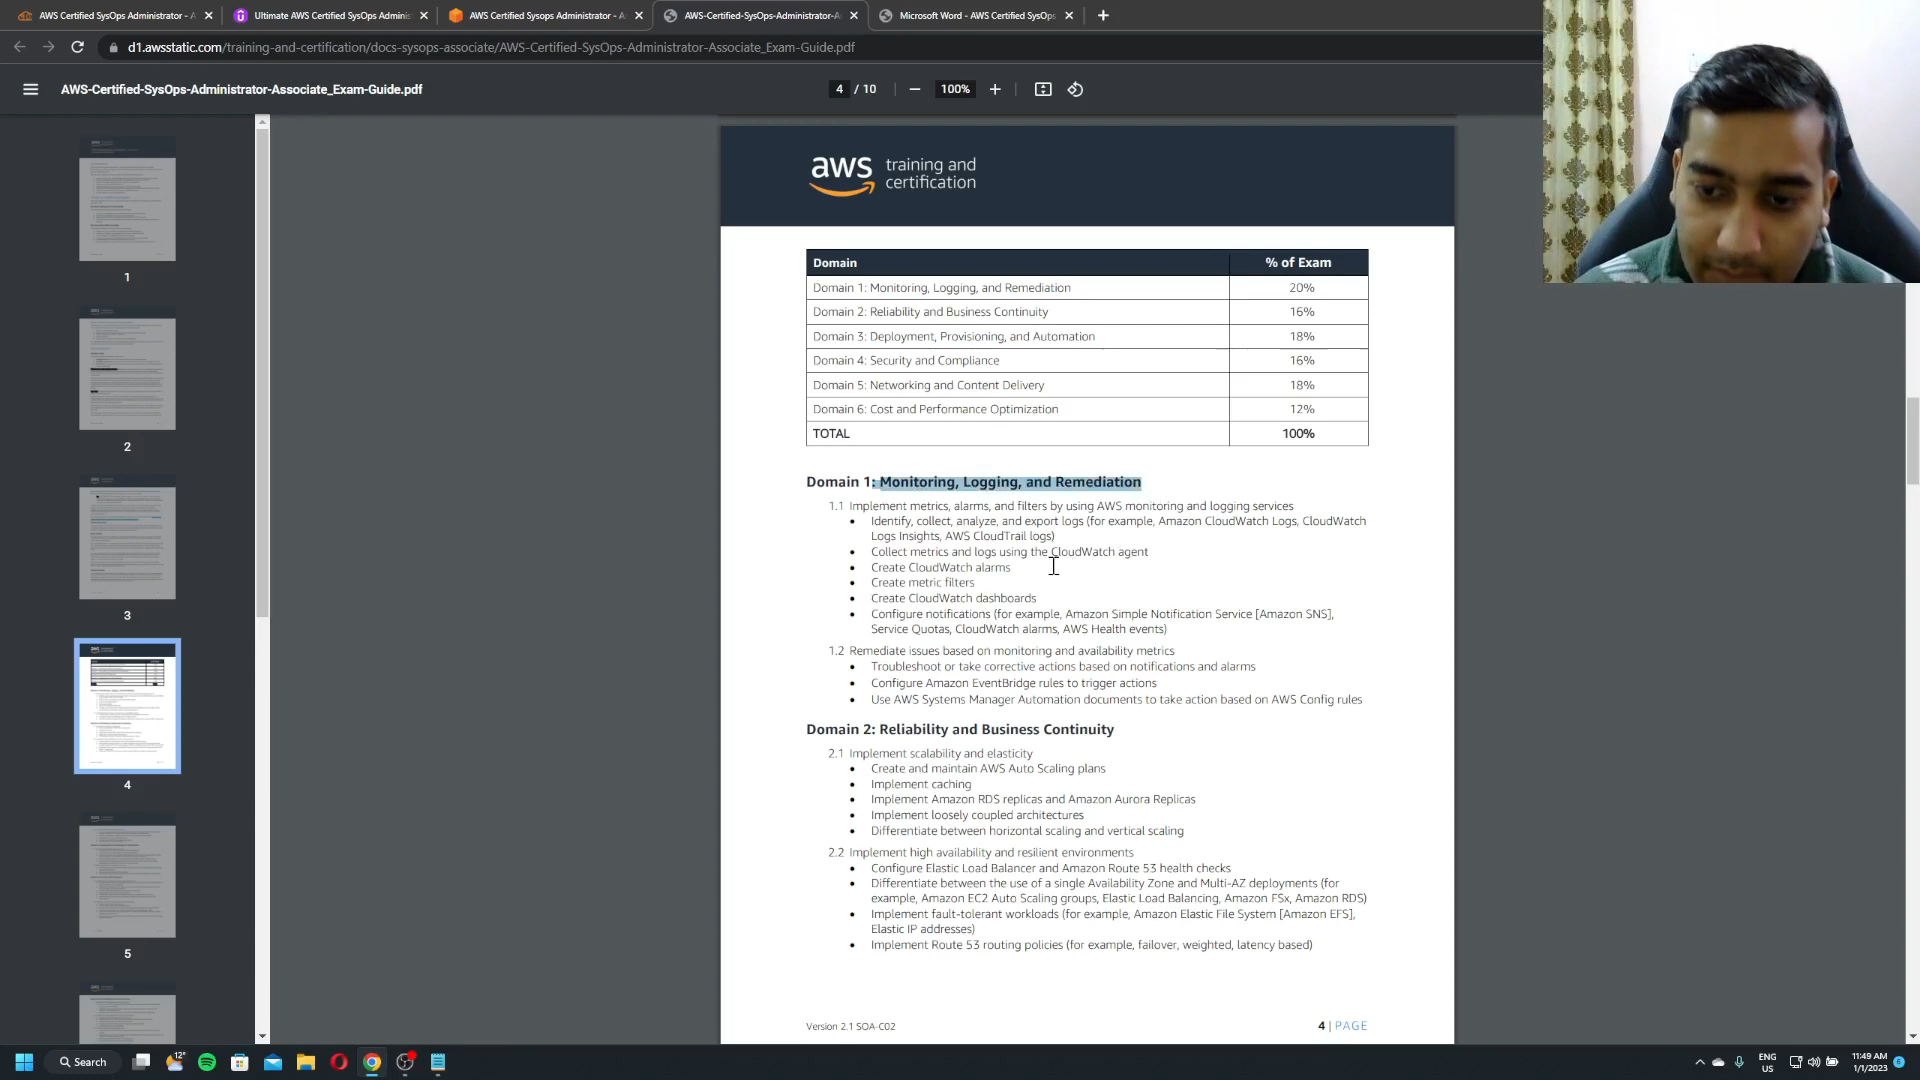 AWS Certified SysOps Administrator - A
Ultimate AWS Certified SysOps Adminis
AWS Certified Sysops Administrator - A
AWS-Certified-SysOps-Administrator-A
Microsoft Word - AWS Certified SysOps
d1.awsstatic.com/training-and-certification/docs-sysops-associate/AWS-Certified-SysOps-Administrator-Associate_Exam-Guide.pdf
AWS-Certified-SysOps-Administrator-Associate_Exam-Guide.pdf
4 / 10
100%
1
2
3
4
5
aws training and
certification
Domain % of Exam
Domain 1: Monitoring, Logging, and Remediation 20%
Domain 2: Reliability and Business Continuity 16%
Domain 3: Deployment, Provisioning, and Automation 18%
Domain 4: Security and Compliance 16%
Domain 5: Networking and Content Delivery 18%
Domain 6: Cost and Performance Optimization 12%
TOTAL 100%
Domain 1: Monitoring, Logging, and Remediation
1.1 Implement metrics, alarms, and filters by using AWS monitoring and logging services
• Identify, collect, analyze, and export logs (for example, Amazon CloudWatch Logs, CloudWatch
Logs Insights, AWS CloudTrail logs)
• Collect metrics and logs using the CloudWatch agent
• Create CloudWatch alarms
• Create metric filters
• Create CloudWatch dashboards
• Configure notifications (for example, Amazon Simple Notification Service [Amazon SNS],
Service Quotas, CloudWatch alarms, AWS Health events)
1.2 Remediate issues based on monitoring and availability metrics
• Troubleshoot or take corrective actions based on notifications and alarms
• Configure Amazon EventBridge rules to trigger actions
• Use AWS Systems Manager Automation documents to take action based on AWS Config rules
Domain 2: Reliability and Business Continuity
2.1 Implement scalability and elasticity
• Create and maintain AWS Auto Scaling plans
• Implement caching
• Implement Amazon RDS replicas and Amazon Aurora Replicas
• Implement loosely coupled architectures
• Differentiate between horizontal scaling and vertical scaling
2.2 Implement high availability and resilient environments
• Configure Elastic Load Balancer and Amazon Route 53 health checks
• Differentiate between the use of a single Availability Zone and Multi-AZ deployments (for
example, Amazon EC2 Auto Scaling groups, Elastic Load Balancing, Amazon FSx, Amazon RDS)
• Implement fault-tolerant workloads (for example, Amazon Elastic File System [Amazon EFS],
Elastic IP addresses)
• Implement Route 53 routing policies (for example, failover, weighted, latency based)
Version 2.1 SOA-C02
4 | PAGE
Search
12°
ENG
US
11:49 AM
1/1/2023
6